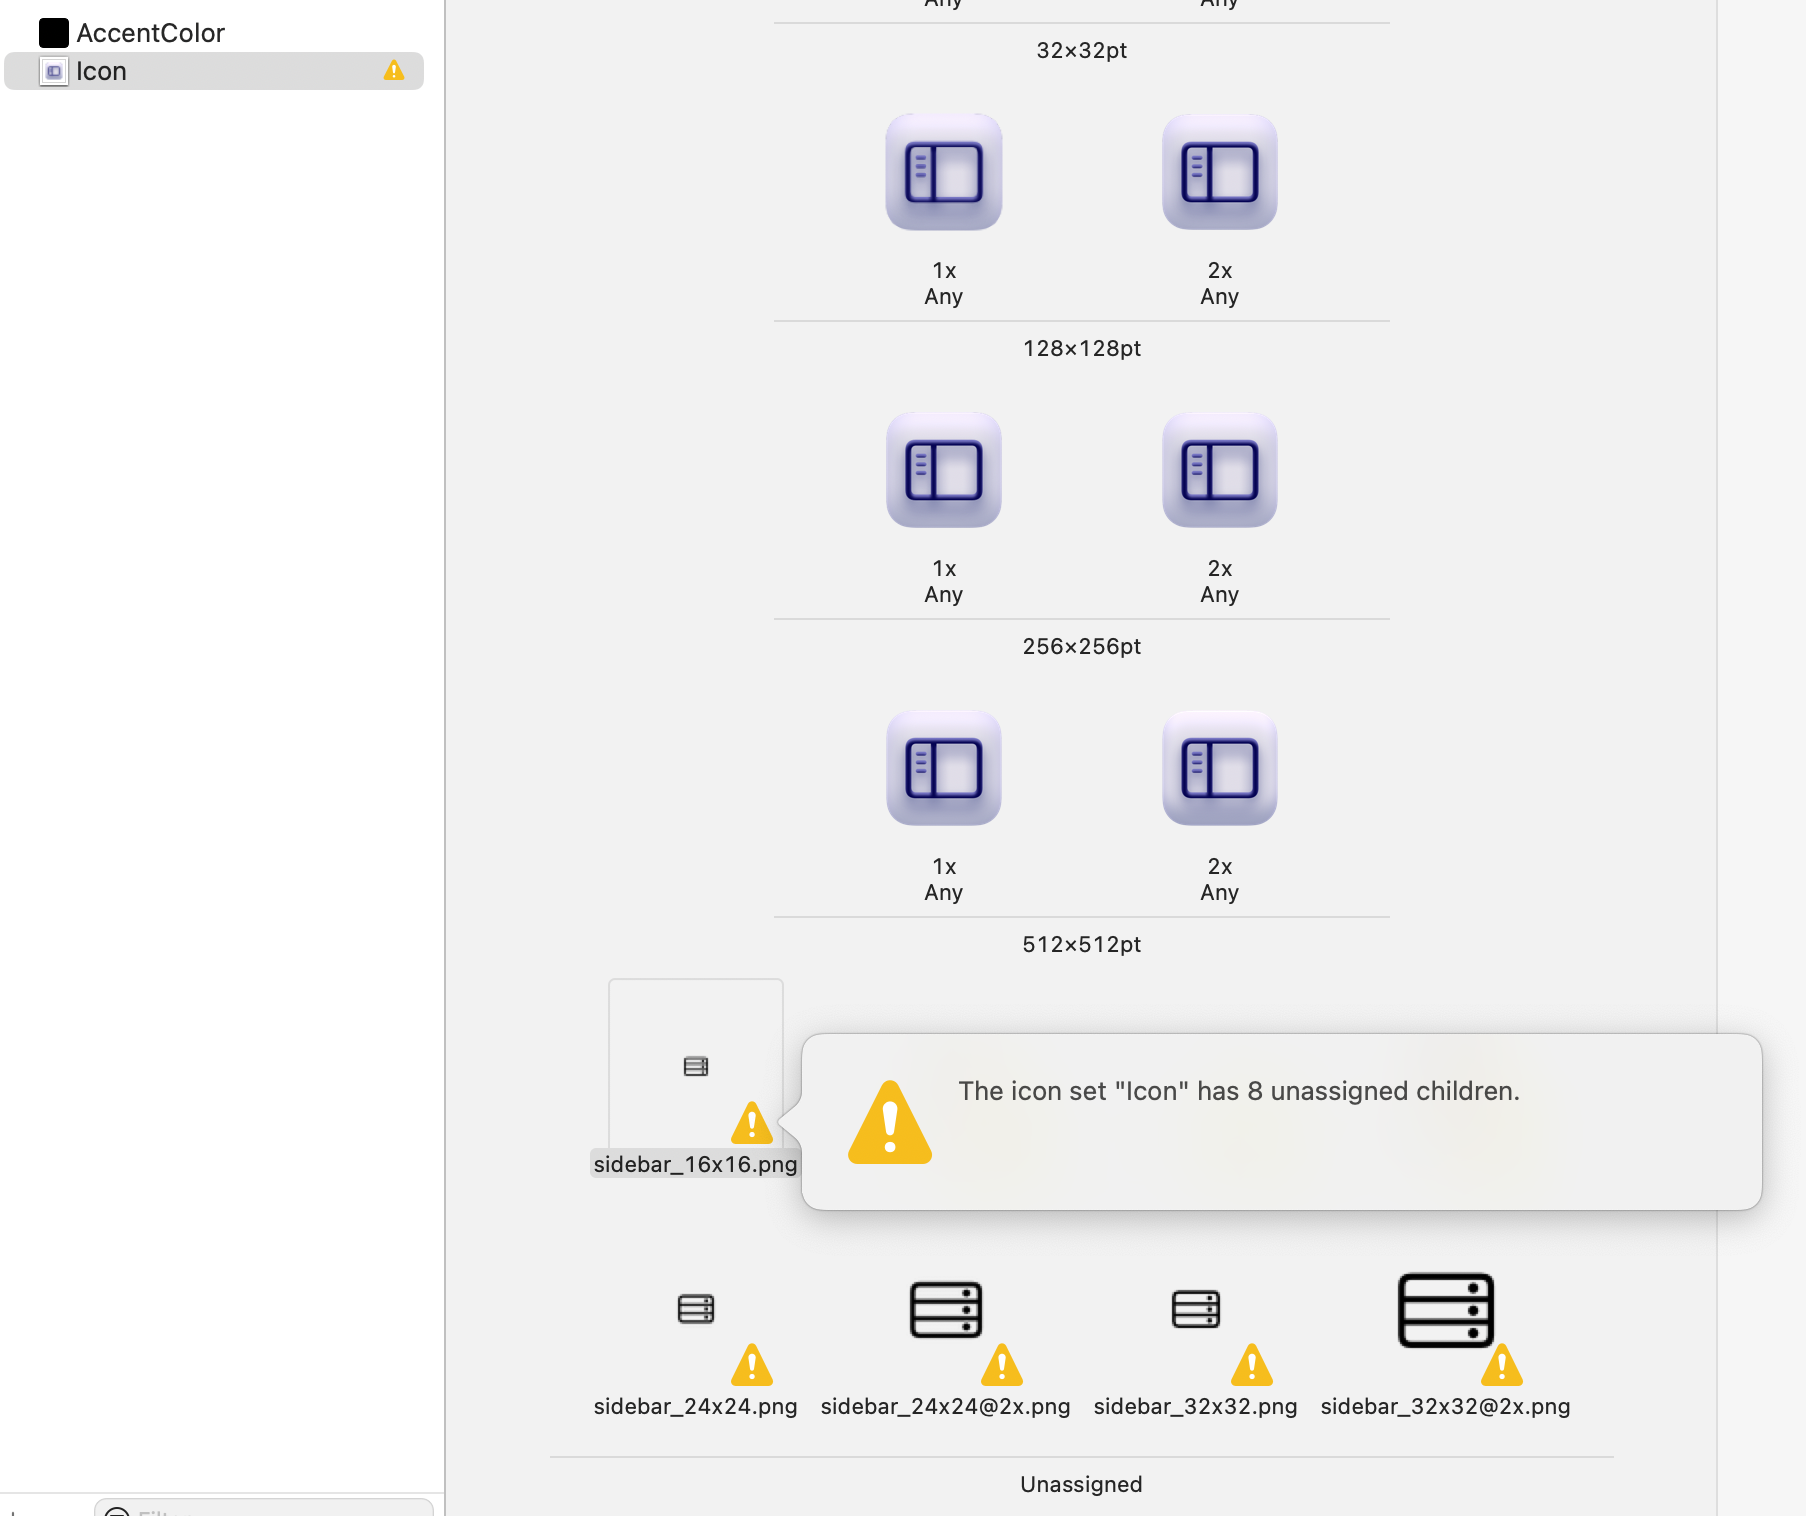 AccentColor
Icon
Any Any
32×32pt
1x 2x
Any Any
128×128pt
1x 2x
Any Any
256×256pt
1x 2x
Any Any
512×512pt
The icon set "Icon" has 8 unassigned children.
sidebar_16x16.png
sidebar_24x24.png sidebar_24x24@2x.png sidebar_32x32.png sidebar_32x32@2x.png
Unassigned